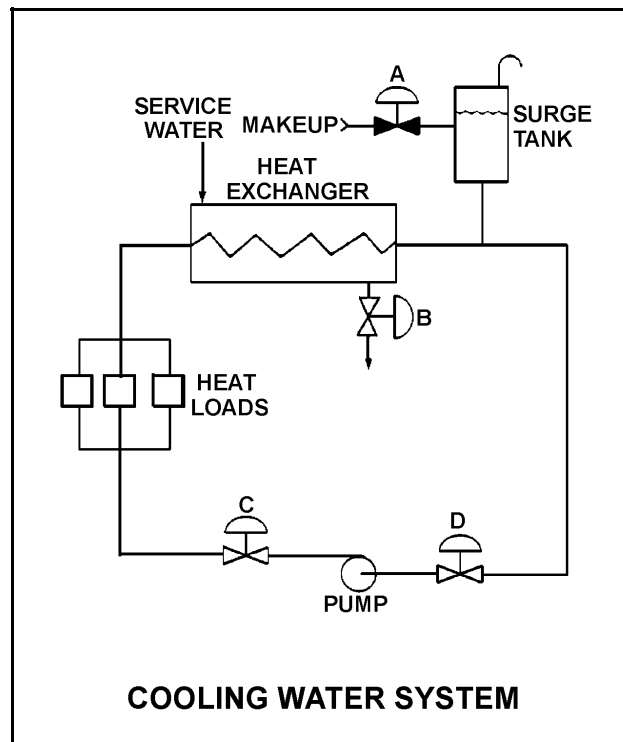 A
SERVICE
WATER
MAKEUP
SURGE
TANK
HEAT
EXCHANGER
B
HEAT
LOADS
C
D
PUMP
COOLING WATER SYSTEM